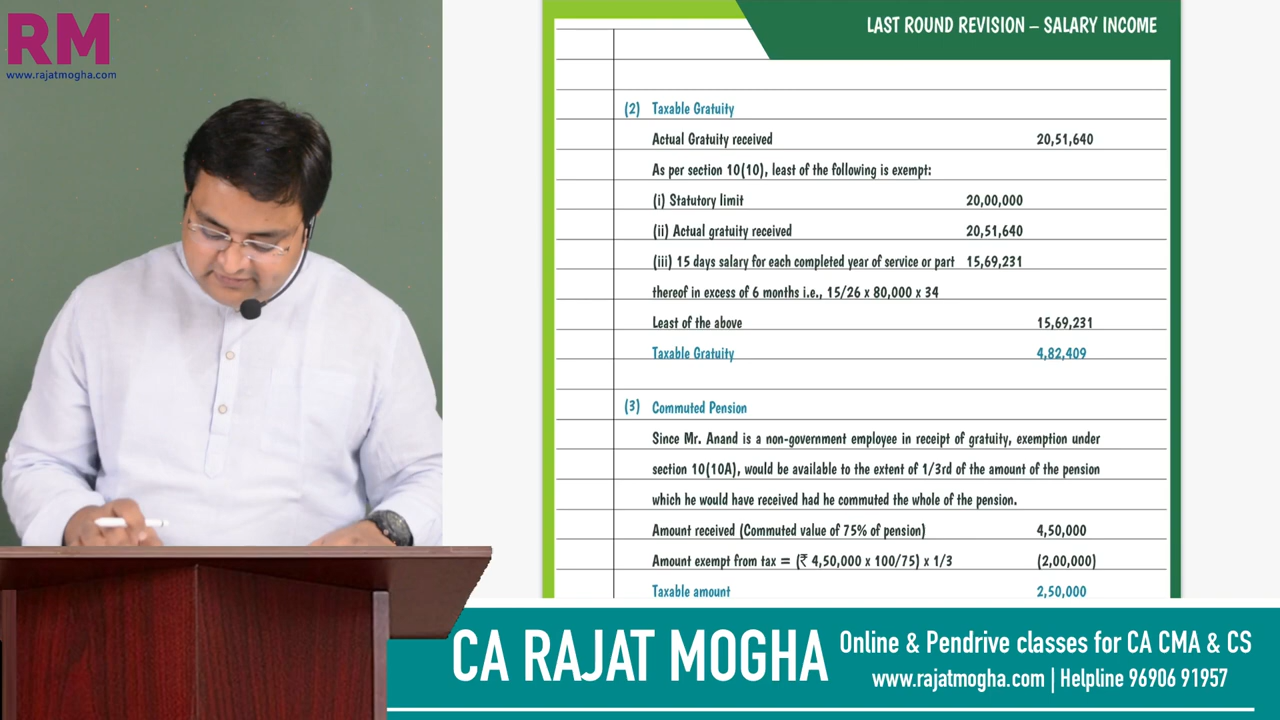 RM
www.rajatmogha.com
LAST ROUND REVISION – SALARY INCOME
(2) Taxable Gratuity
Actual Gratuity received 20,51,640
As per section 10(10), least of the following is exempt:
(i) Statutory limit 20,00,000
(ii) Actual gratuity received 20,51,640
(iii) 15 days salary for each completed year of service or part 15,69,231
thereof in excess of 6 months i.e., 15/26 x 80,000 x 34
Least of the above 15,69,231
Taxable Gratuity 4,82,409
(3) Commuted Pension
Since Mr. Anand is a non-government employee in receipt of gratuity, exemption under
section 10(10A), would be available to the extent of 1/3rd of the amount of the pension
which he would have received had he commuted the whole of the pension.
Amount received (Commuted value of 75% of pension) 4,50,000
Amount exempt from tax = (₹ 4,50,000 x 100/75) x 1/3 (2,00,000)
Taxable amount 2,50,000
CA RAJAT MOGHA
Online & Pendrive classes for CA CMA & CS
www.rajatmogha.com | Helpline 96906 91957